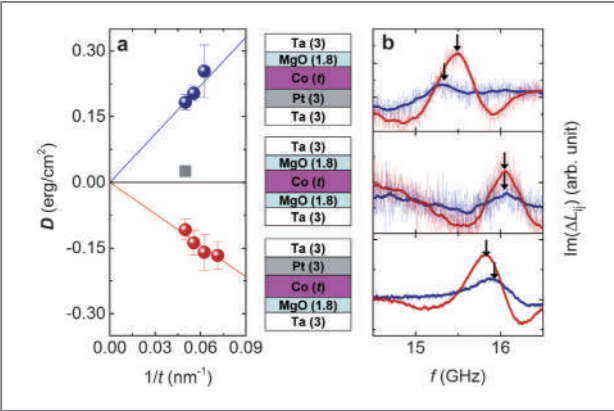 a
D (erg/cm²)
0.30
0.15
0.00
-0.15
-0.30
0.00 0.03 0.06 0.09
1/t (nm⁻¹)
Ta (3)
MgO (1.8)
Co (t)
Pt (3)
Ta (3)
Ta (3)
MgO (1.8)
Co (t)
MgO (1.8)
Ta (3)
Ta (3)
Pt (3)
Co (t)
MgO (1.8)
Ta (3)
b
Im(ΔLij) (arb. unit)
15 16
f (GHz)